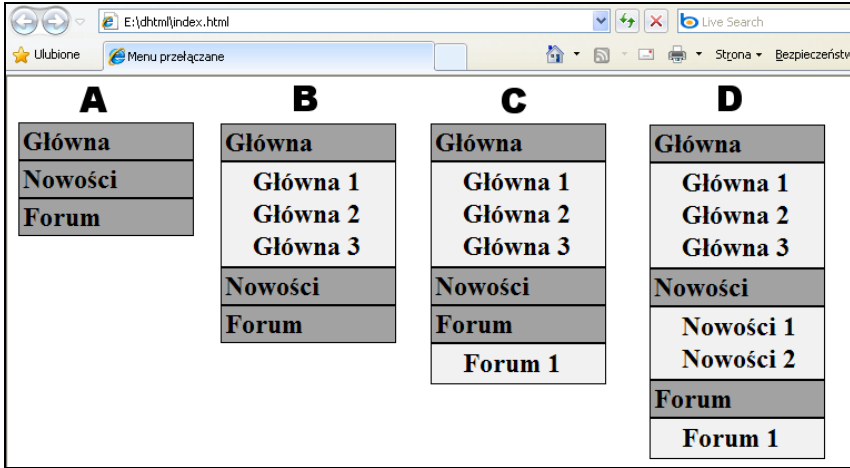 E:\dhtml\index.html
Live Search
Ulubione
Menu przełączane
Strona
Bezpieczeństw
A
Główna
Nowości
Forum
B
Główna
Główna 1
Główna 2
Główna 3
Nowości
Forum
C
Główna
Główna 1
Główna 2
Główna 3
Nowości
Forum
Forum 1
D
Główna
Główna 1
Główna 2
Główna 3
Nowości
Nowości 1
Nowości 2
Forum
Forum 1